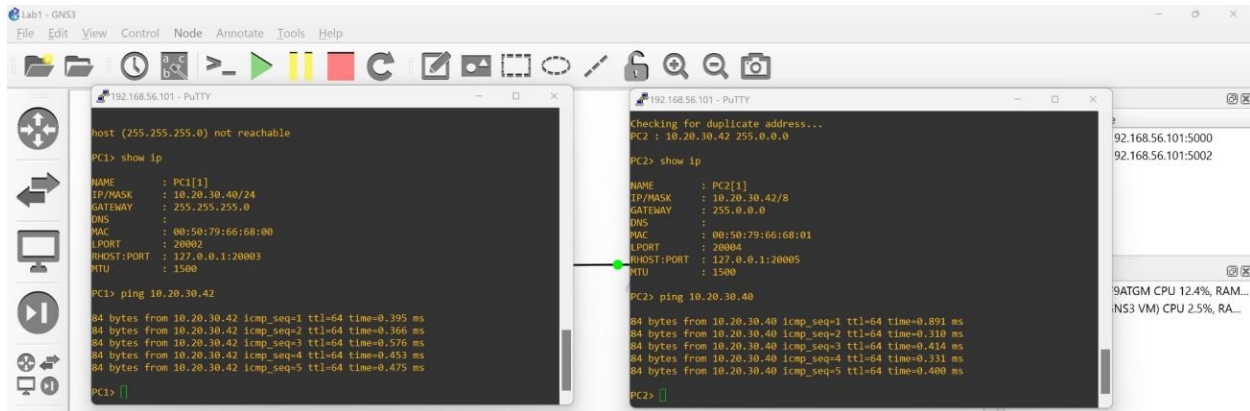 Lab1 - GNS3
File Edit View Control Node Annotate Tools Help
192.168.56.101 - PuTTY
host (255.255.255.0) not reachable
PC1> show ip
NAME : PC1[1]
IP/MASK : 10.20.30.40/24
GATEWAY : 255.255.255.0
DNS :
MAC : 00:50:79:66:68:00
LPORT : 20002
RHOST:PORT : 127.0.0.1:20003
MTU : 1500
PC1> ping 10.20.30.42
84 bytes from 10.20.30.42 icmp_seq=1 ttl=64 time=0.395 ms
84 bytes from 10.20.30.42 icmp_seq=2 ttl=64 time=0.366 ms
84 bytes from 10.20.30.42 icmp_seq=3 ttl=64 time=0.576 ms
84 bytes from 10.20.30.42 icmp_seq=4 ttl=64 time=0.453 ms
84 bytes from 10.20.30.42 icmp_seq=5 ttl=64 time=0.475 ms
PC1>
192.168.56.101 - PuTTY
Checking for duplicate address...
PC2 : 10.20.30.42 255.0.0.0
PC2> show ip
NAME : PC2[1]
IP/MASK : 10.20.30.42/8
GATEWAY : 255.0.0.0
DNS :
MAC : 00:50:79:66:68:01
LPORT : 20004
RHOST:PORT : 127.0.0.1:20005
MTU : 1500
PC2> ping 10.20.30.40
84 bytes from 10.20.30.40 icmp_seq=1 ttl=64 time=0.891 ms
84 bytes from 10.20.30.40 icmp_seq=2 ttl=64 time=0.310 ms
84 bytes from 10.20.30.40 icmp_seq=3 ttl=64 time=0.414 ms
84 bytes from 10.20.30.40 icmp_seq=4 ttl=64 time=0.331 ms
84 bytes from 10.20.30.40 icmp_seq=5 ttl=64 time=0.400 ms
PC2>
92.168.56.101:5000
92.168.56.101:5002
9ATGM CPU 12.4%, RAM...
NS3 VM) CPU 2.5%, RA...